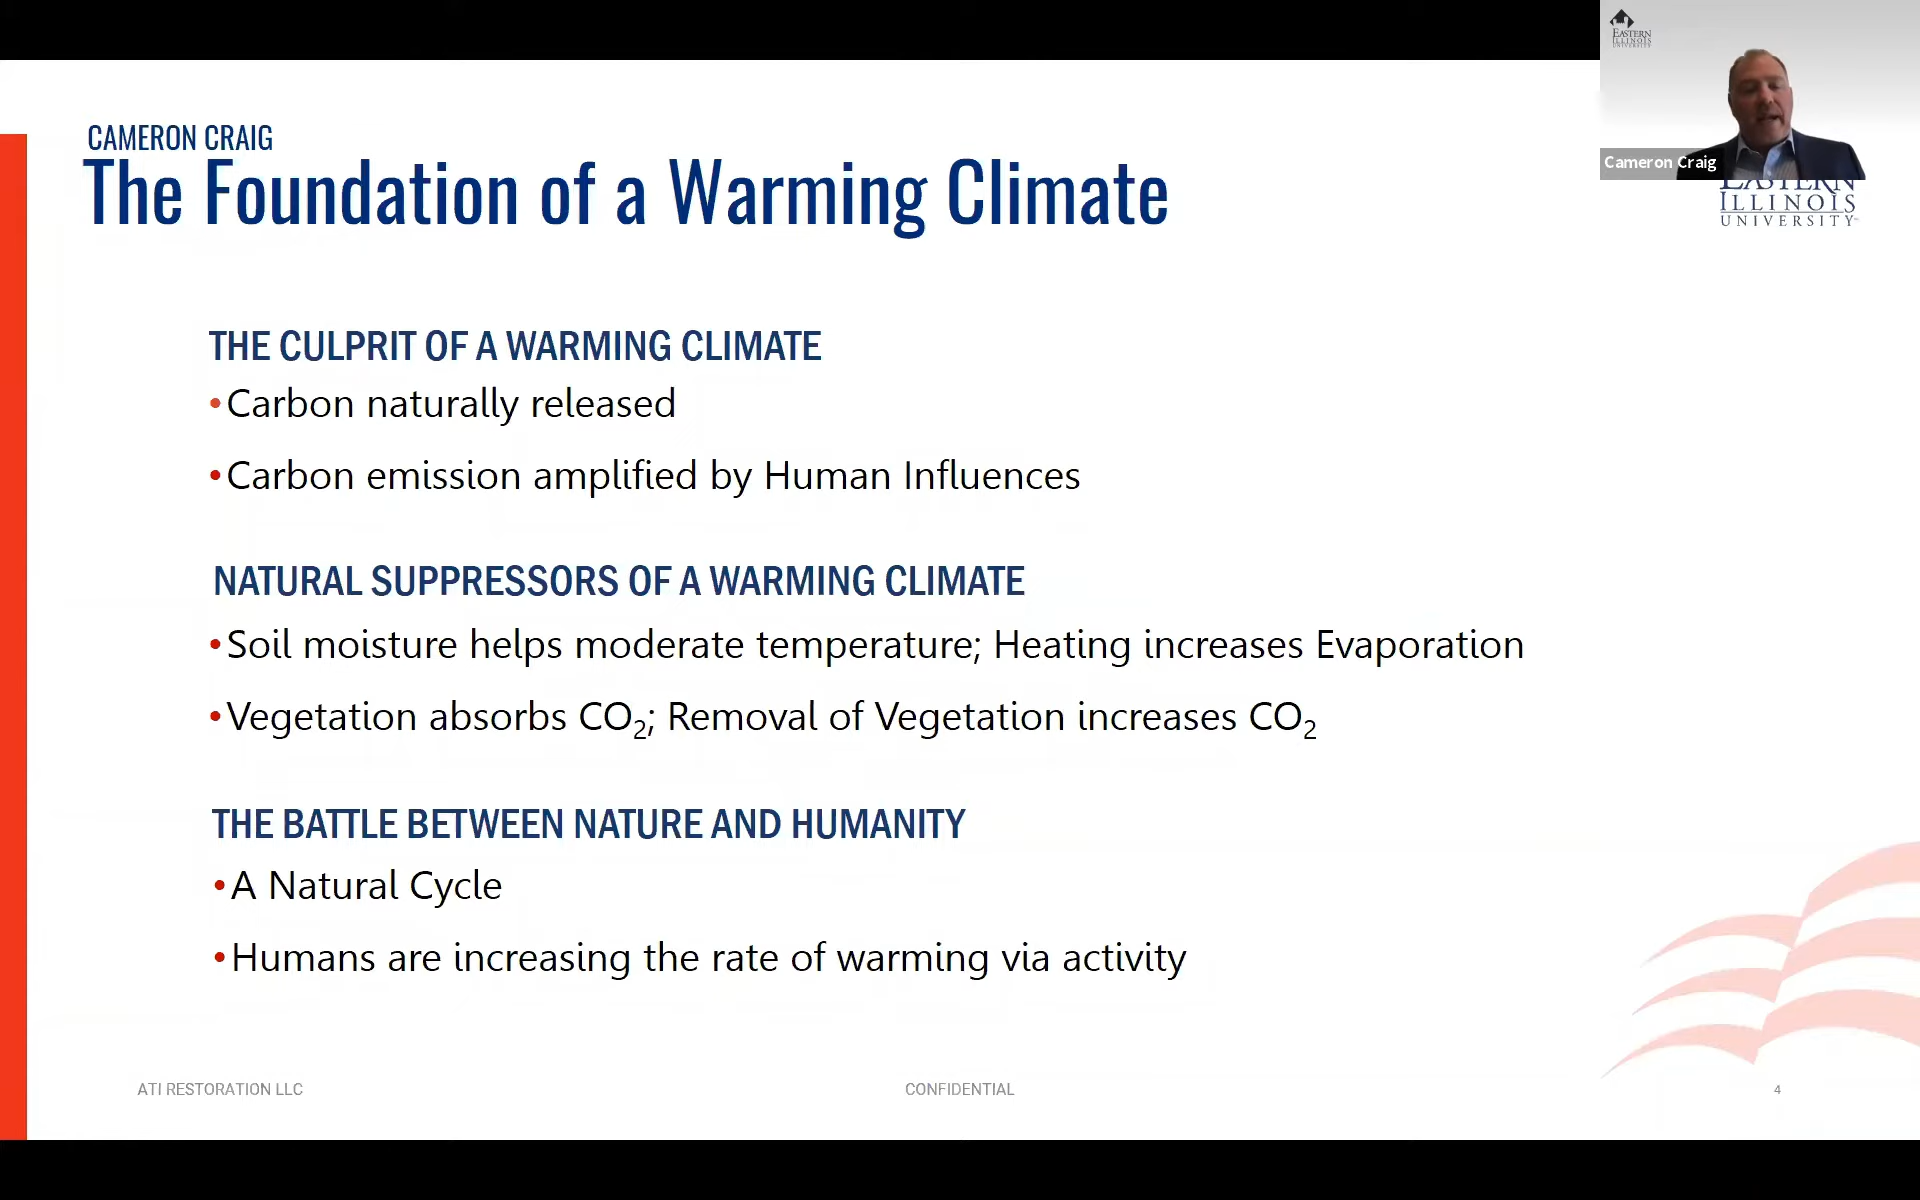 EASTERN
ILLINOIS
UNIVERSITY
Cameron Craig
CAMERON CRAIG
The Foundation of a Warming Climate
EASTERN
ILLINOIS
UNIVERSITY
THE CULPRIT OF A WARMING CLIMATE
•Carbon naturally released
•Carbon emission amplified by Human Influences
NATURAL SUPPRESSORS OF A WARMING CLIMATE
•Soil moisture helps moderate temperature; Heating increases Evaporation
•Vegetation absorbs CO₂; Removal of Vegetation increases CO₂
THE BATTLE BETWEEN NATURE AND HUMANITY
•A Natural Cycle
•Humans are increasing the rate of warming via activity
ATI RESTORATION LLC
CONFIDENTIAL
4